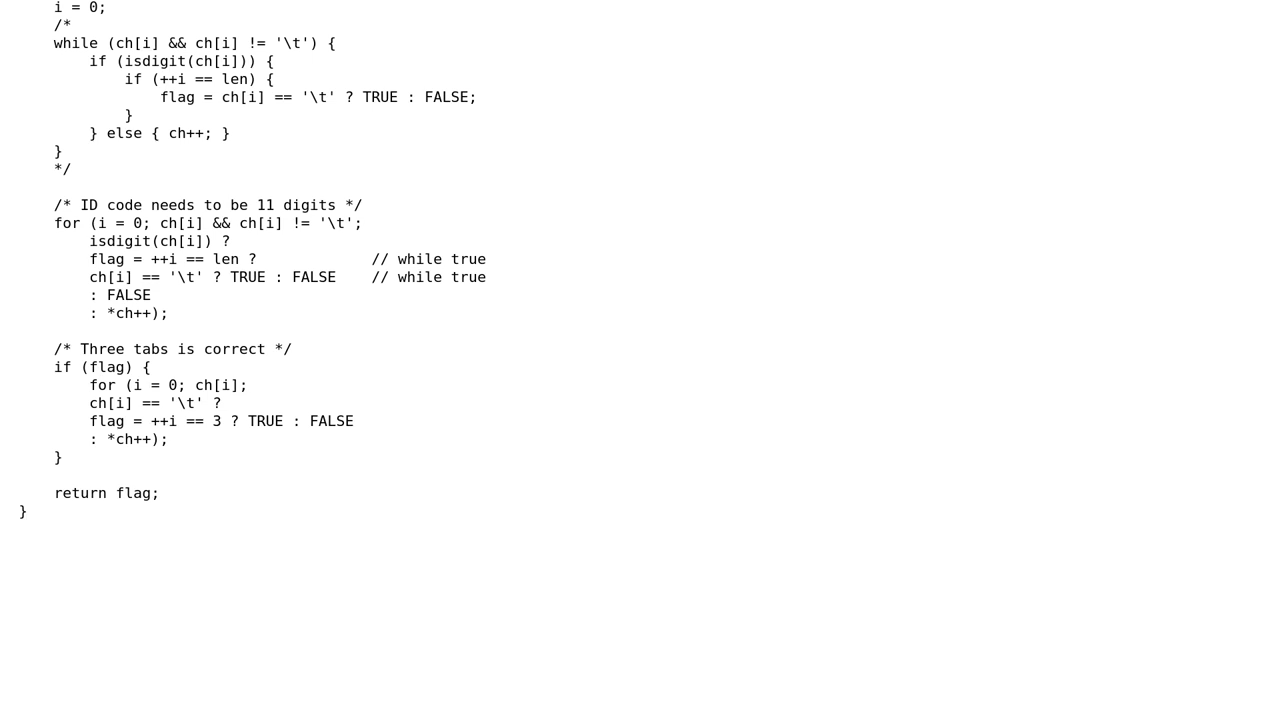 i = 0;
/*
while (ch[i] && ch[i] != '\t') {
if (isdigit(ch[i])) {
if (++i == len) {
flag = ch[i] == '\t' ? TRUE : FALSE;
}
} else { ch++; }
}
*/
/* ID code needs to be 11 digits */
for (i = 0; ch[i] && ch[i] != '\t';
isdigit(ch[i]) ?
flag = ++i == len ?             // while true
ch[i] == '\t' ? TRUE : FALSE    // while true
: FALSE
: *ch++);
/* Three tabs is correct */
if (flag) {
for (i = 0; ch[i];
ch[i] == '\t' ?
flag = ++i == 3 ? TRUE : FALSE
: *ch++);
}
return flag;
}